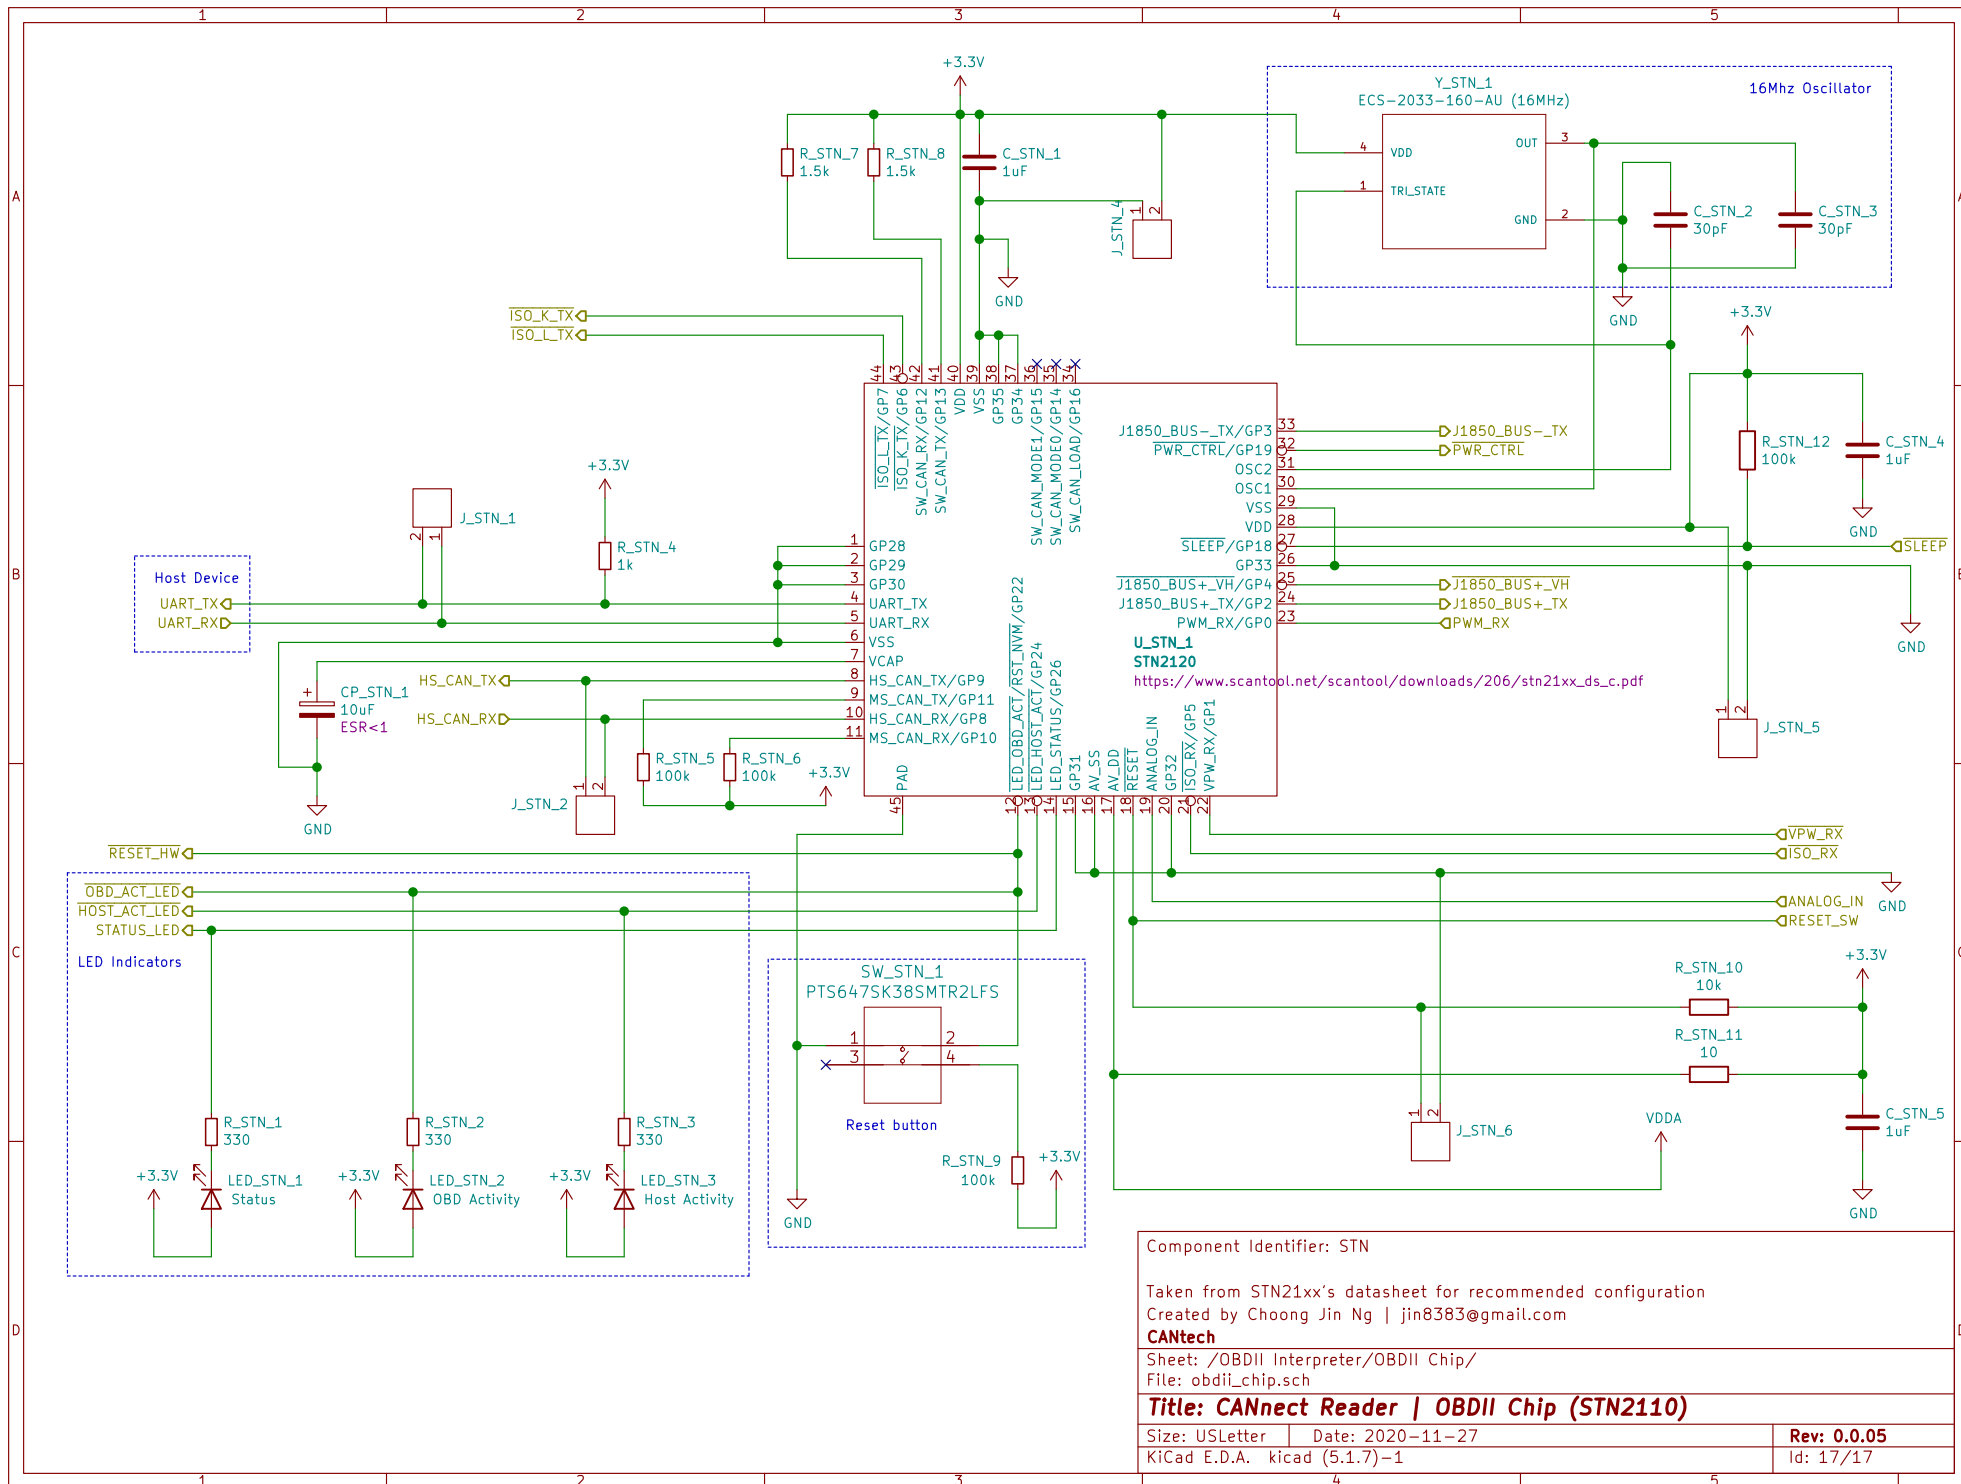 1 2 3 4 5
A
B
C
D
+3.3V
R_STN_7
1.5k
R_STN_8
1.5k
C_STN_1
1uF
J_STN_4
1 2
GND
16Mhz Oscillator
Y_STN_1
ECS-2033-160-AU (16MHz)
4 VDD
1 TRI_STATE
OUT 3
GND 2
C_STN_2
30pF
C_STN_3
30pF
GND
ISO_K_TX
ISO_L_TX
44 43 42 41 40 39 38 37 36 35 34
ISO_L_TX/GP7
ISO_K_TX/GP6
SW_CAN_RX/GP12
SW_CAN_TX/GP13
VDD
VSS
GP35
GP34
SW_CAN_MODE1/GP15
SW_CAN_MODE0/GP14
SW_CAN_LOAD/GP16
+3.3V
R_STN_12
100k
C_STN_4
1uF
GND
J1850_BUS-_TX/GP3 33 J1850_BUS-_TX
PWR_CTRL/GP19 32 PWR_CTRL
OSC2 31
OSC1 30
VSS 29
VDD 28
SLEEP/GP18 27 SLEEP
GP33 26
J1850_BUS+_VH/GP4 25 J1850_BUS+_VH
J1850_BUS+_TX/GP2 24 J1850_BUS+_TX
PWM_RX/GP0 23 PWM_RX
GND
U_STN_1
STN2120
https://www.scantool.net/scantool/downloads/206/stn21xx_ds_c.pdf
1 2
J_STN_5
J_STN_1
2 1
+3.3V
R_STN_4
1k
Host Device
UART_TX
UART_RX
1 GP28
2 GP29
3 GP30
4 UART_TX
5 UART_RX
6 VSS
7 VCAP
8 HS_CAN_TX/GP9
9 MS_CAN_TX/GP11
10 HS_CAN_RX/GP8
11 MS_CAN_RX/GP10
CP_STN_1
10uF
ESR<1
+
GND
HS_CAN_TX
HS_CAN_RX
R_STN_5
100k
R_STN_6
100k
+3.3V
J_STN_2
1 2
PAD
LED_OBD_ACT/RST_NVM/GP22
LED_HOST_ACT/GP24
LED_STATUS/GP26
GP31
AV_SS
AV_DD
RESET
ANALOG_IN
GP32
ISO_RX/GP5
VPW_RX/GP1
45 12 13 14 15 16 17 18 19 20 21 22
VPW_RX
ISO_RX
GND
ANALOG_IN
RESET_SW
RESET_HW
OBD_ACT_LED
HOST_ACT_LED
STATUS_LED
LED Indicators
R_STN_1
330
R_STN_2
330
R_STN_3
330
+3.3V
LED_STN_1
Status
+3.3V
LED_STN_2
OBD Activity
+3.3V
LED_STN_3
Host Activity
SW_STN_1
PTS647SK38SMTR2LFS
1 2
3 4
Reset button
R_STN_9
100k
+3.3V
GND
R_STN_10
10k
R_STN_11
10
+3.3V
C_STN_5
1uF
GND
1 2
J_STN_6
VDDA
Component Identifier: STN
Taken from STN21xx's datasheet for recommended configuration
Created by Choong Jin Ng | jin8383@gmail.com
CANtech
Sheet: /OBDII Interpreter/OBDII Chip/
File: obdii_chip.sch
Title: CANnect Reader | OBDII Chip (STN2110)
Size: USLetter Date: 2020-11-27 Rev: 0.0.05
KiCad E.D.A. kicad (5.1.7)-1 Id: 17/17
1 2 3 4 5